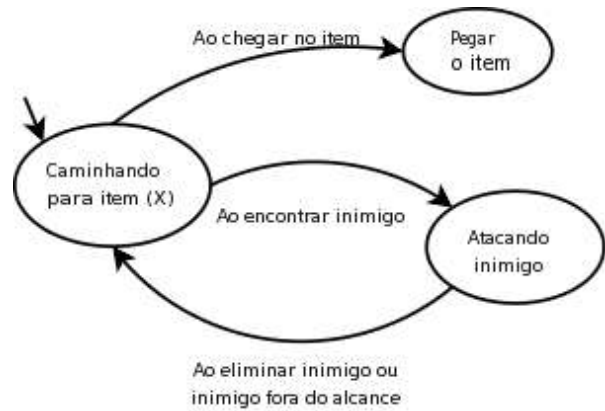 Ao chegar no item
Pegar
o item
Caminhando
para item (X)
Ao encontrar inimigo
Atacando
inimigo
Ao eliminar inimigo ou
inimigo fora do alcance